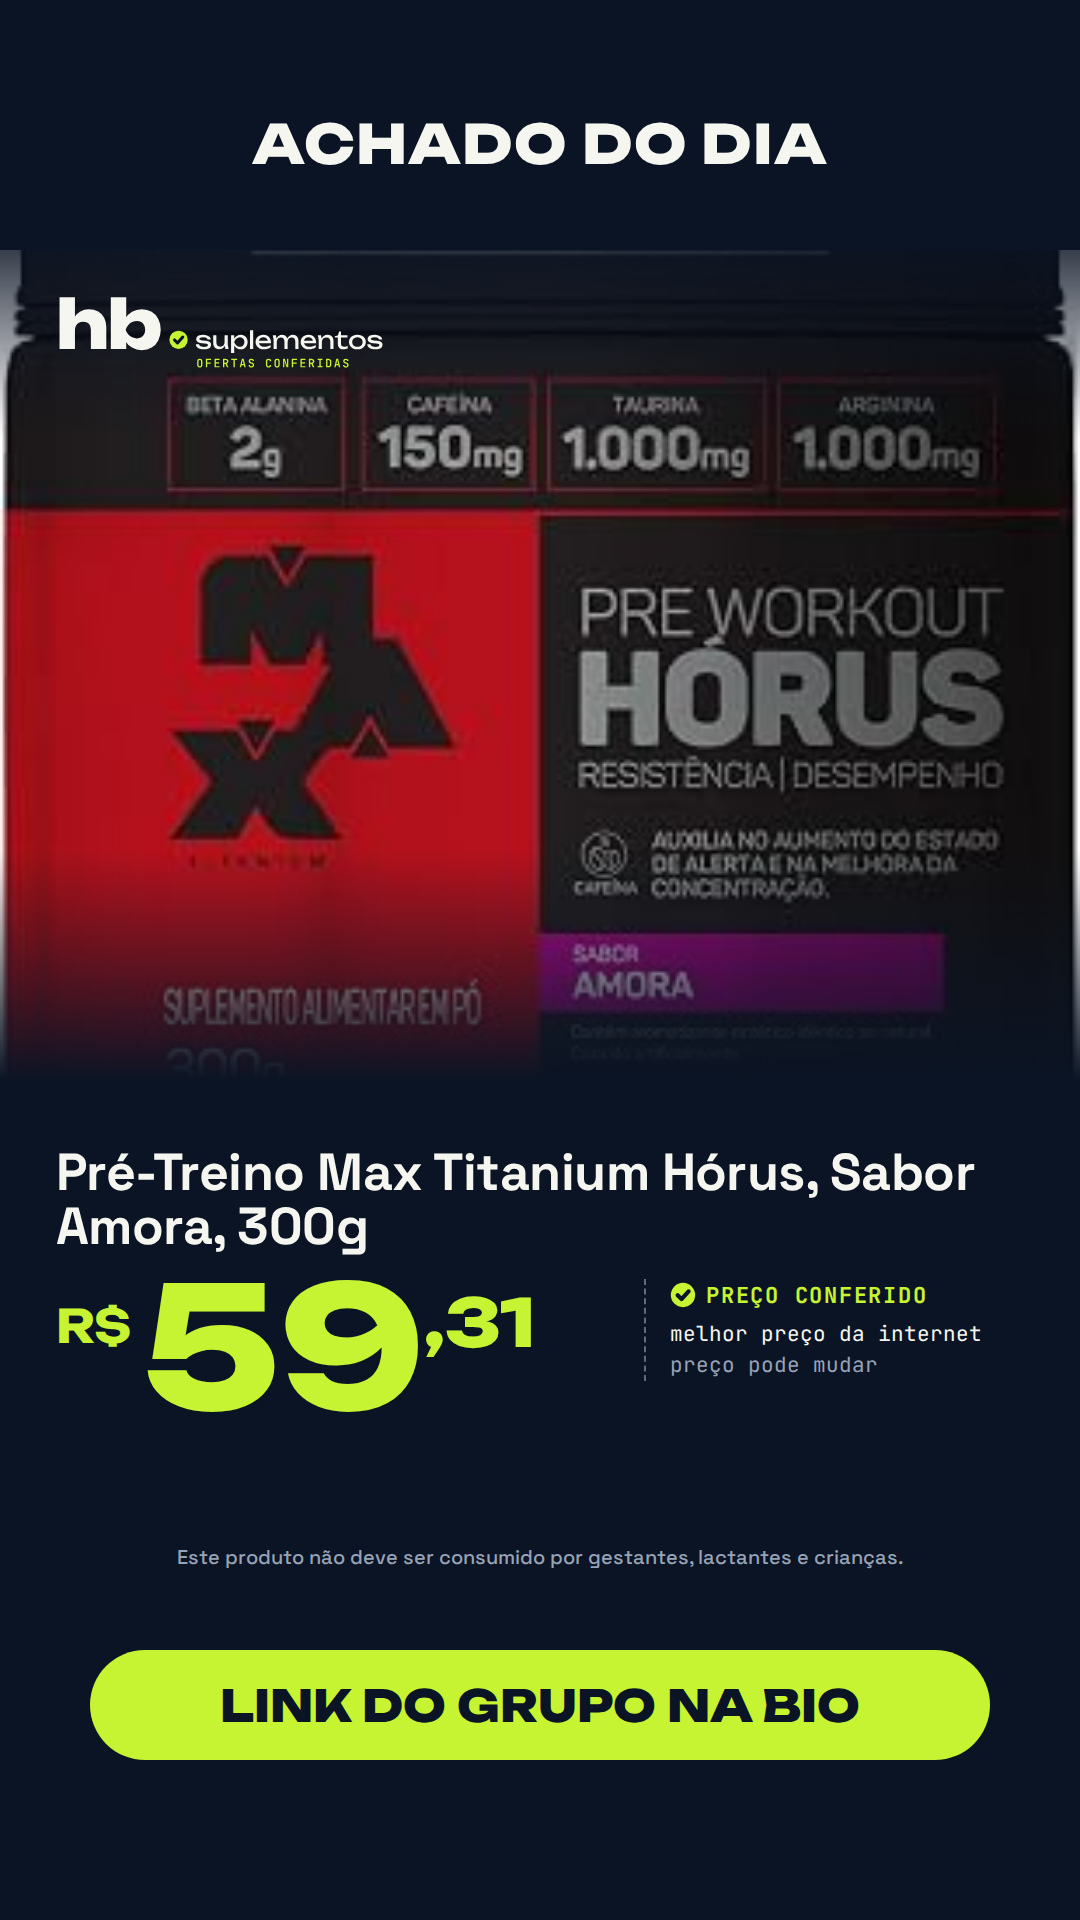 ACHADO DO DIA
hb suplementos
OFERTAS CONFERIDAS
BETA ALANINA
2g
CAFEÍNA
150mg
TAURINA
1.000mg
ARGININA
1.000mg
MAX
TITANIUM
PRE WORKOUT
HÓRUS
RESISTÊNCIA | DESEMPENHO
CAFEÍNA
AUXILIA NO AUMENTO DO ESTADO
DE ALERTA E NA MELHORA DA
CONCENTRAÇÃO.
SABOR
AMORA
SUPLEMENTO ALIMENTAR EM PÓ
300g
Pré-Treino Max Titanium Hórus, Sabor
Amora, 300g
R$ 59,31
PREÇO CONFERIDO
melhor preço da internet
preço pode mudar
Este produto não deve ser consumido por gestantes, lactantes e crianças.
LINK DO GRUPO NA BIO